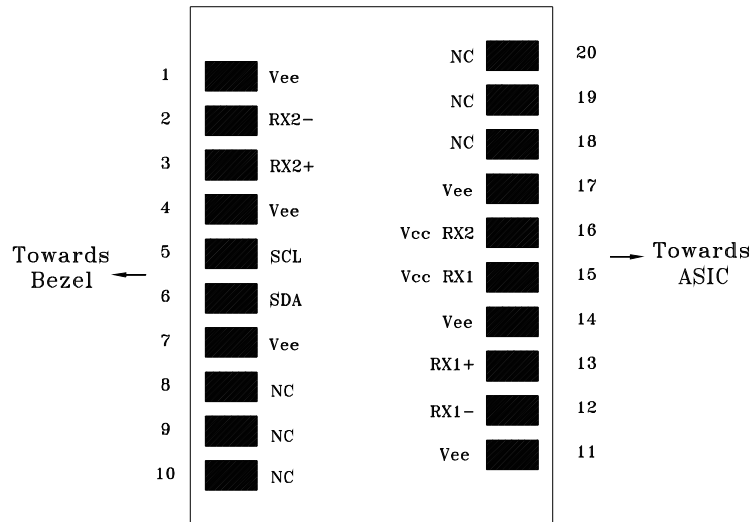 1 Vee
2 RX2-
3 RX2+
4 Vee
5 SCL
6 SDA
7 Vee
8 NC
9 NC
10 NC
Towards
Bezel
NC 20
NC 19
NC 18
Vee 17
Vcc RX2 16
Vcc RX1 15
Vee 14
RX1+ 13
RX1- 12
Vee 11
Towards
ASIC